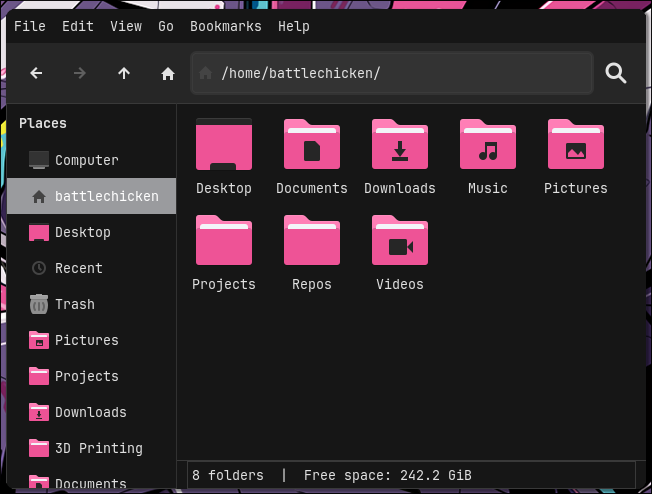 File Edit View Go Bookmarks Help
/home/battlechicken/
Places
Computer
battlechicken
Desktop
Recent
Trash
Pictures
Projects
Downloads
3D Printing
Documents
Desktop Documents Downloads Music Pictures
Projects Repos Videos
8 folders | Free space: 242.2 GiB